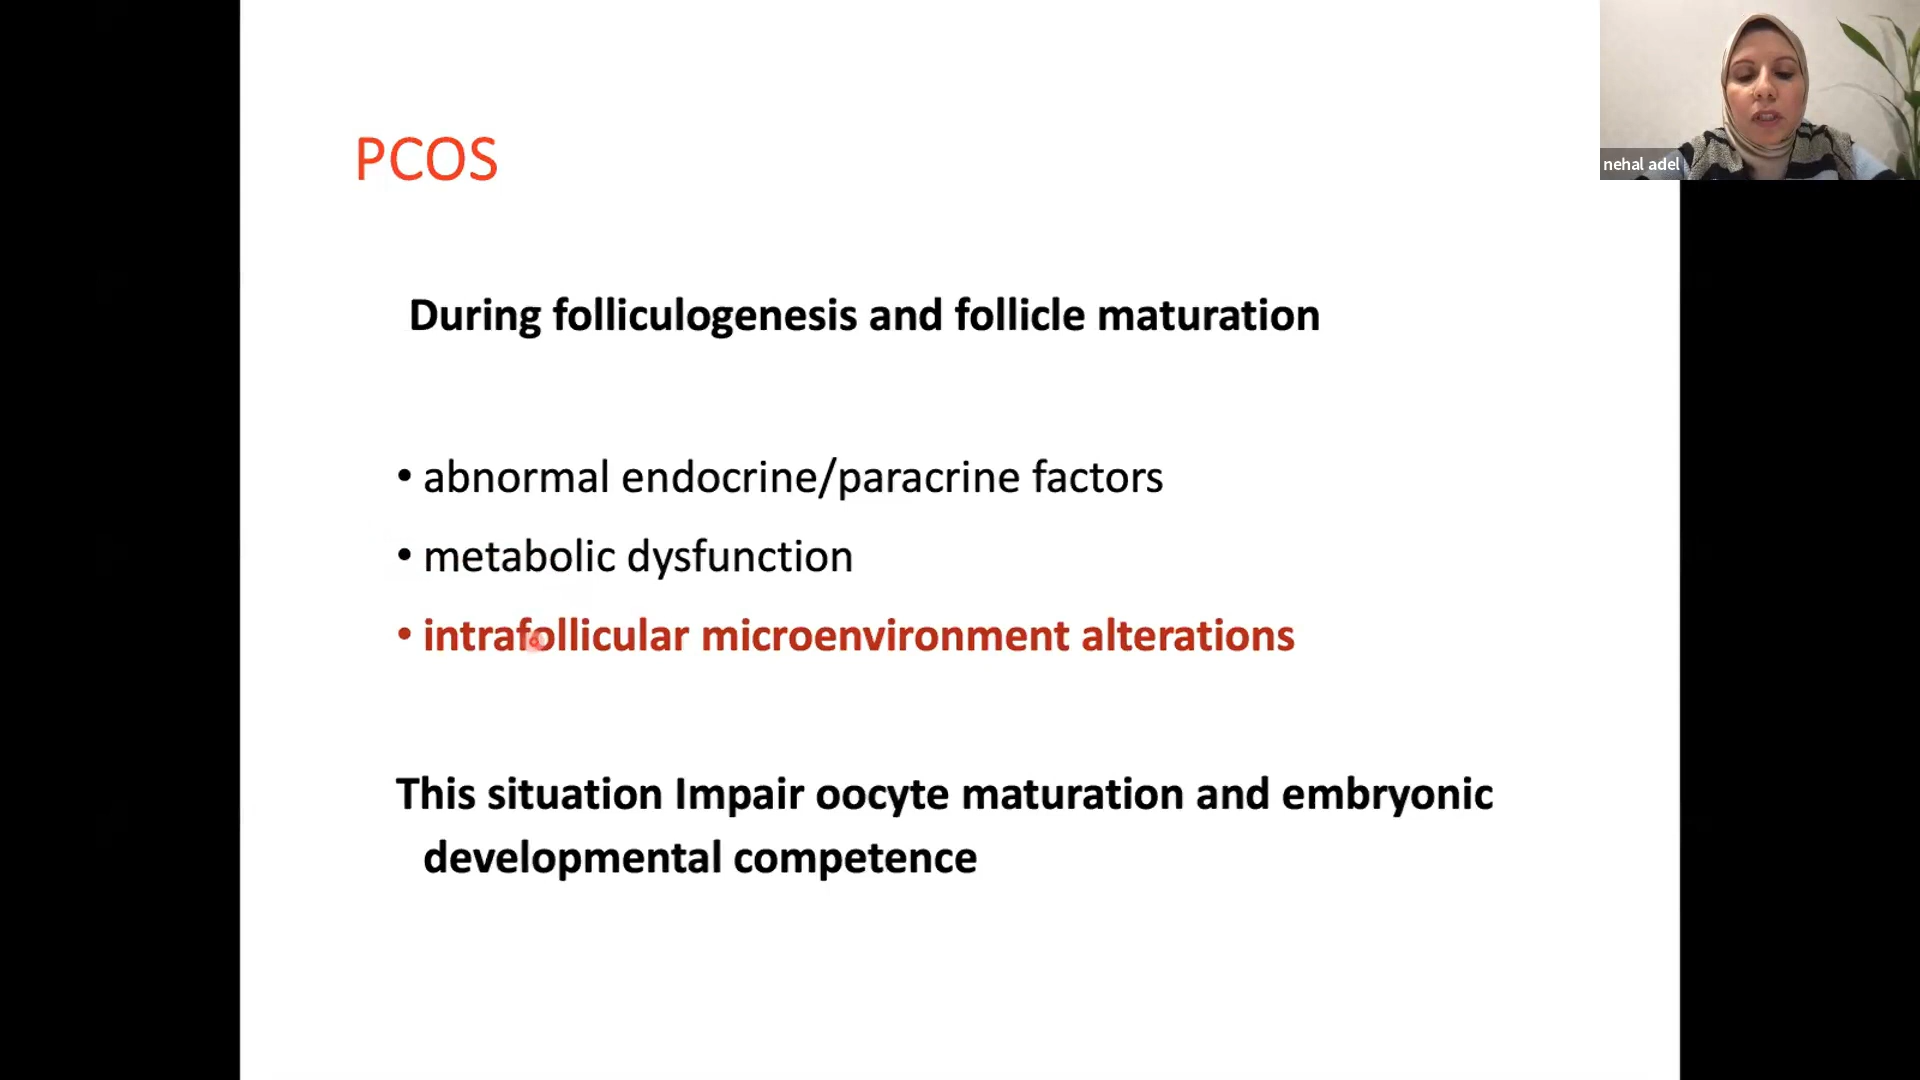 PCOS
nehal adel
During folliculogenesis and follicle maturation
• abnormal endocrine/paracrine factors
• metabolic dysfunction
• intrafollicular microenvironment alterations
This situation Impair oocyte maturation and embryonic
developmental competence